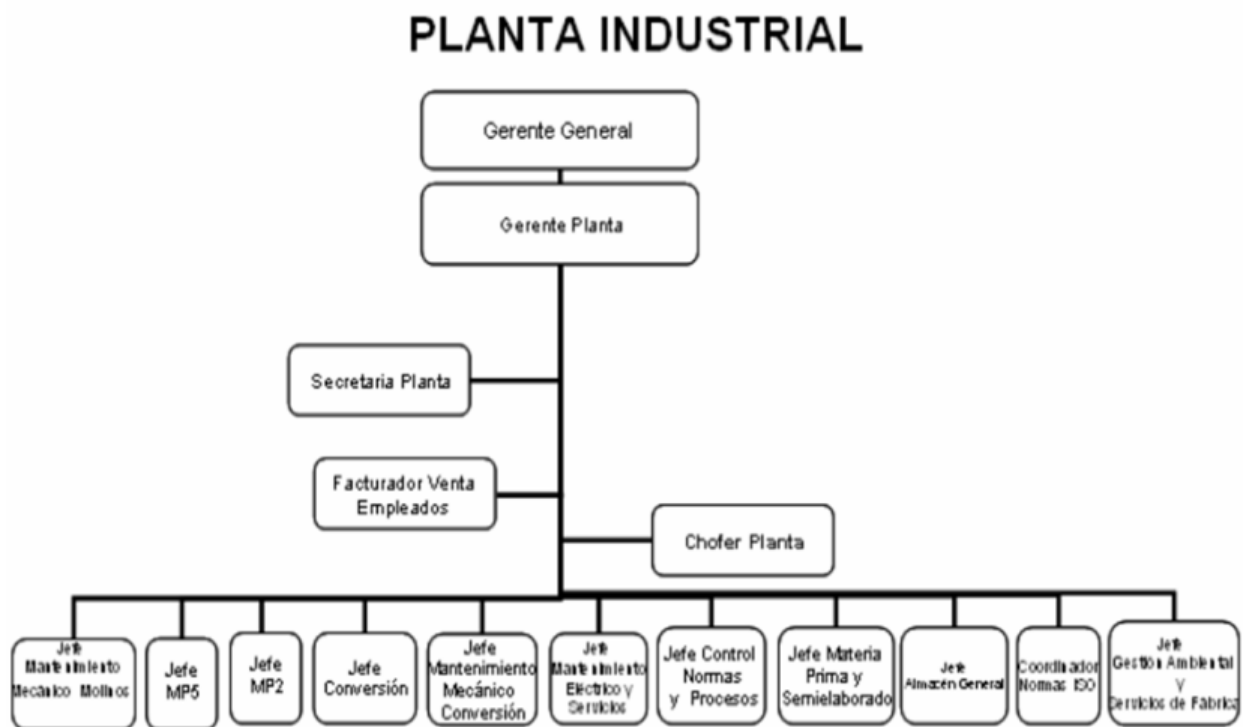 PLANTA INDUSTRIAL
Gerente General
Gerente Planta
Secretaria Planta
Facturador Venta
Empleados
Chofer Planta
Jefe
Mantenimiento
Mecánico Molinos
Jefe
MP5
Jefe
MP2
Jefe
Conversión
Jefe
Mantenimiento
Mecánico
Conversión
Jefe
Mantenimiento
Eléctrico y
Servicios
Jefe Control
Normas
y Procesos
Jefe Materia
Prima y
Semielaborado
Jefe
Almacén General
Coordinador
Normas ISO
Jefe
Gestión Ambiental
y
Servicios de Fábrica